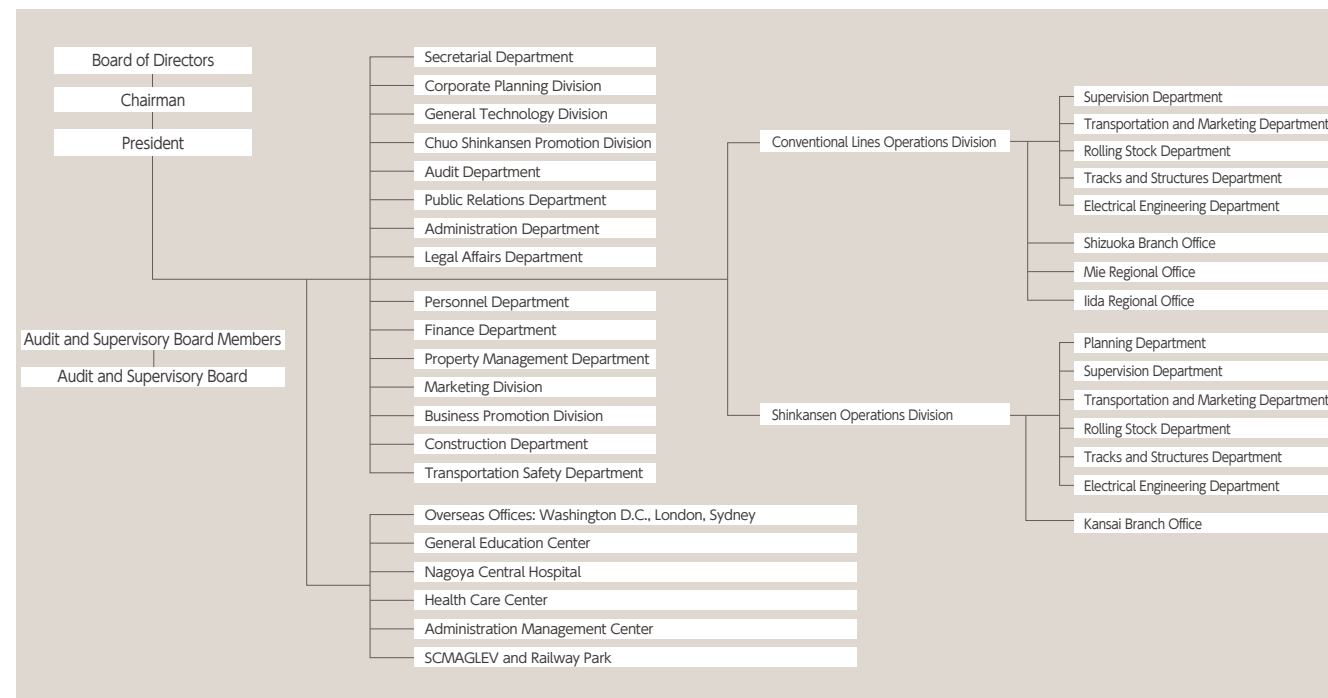 Board of Directors
Chairman
President
Audit and Supervisory Board Members
Audit and Supervisory Board
Secretarial Department
Corporate Planning Division
General Technology Division
Chuo Shinkansen Promotion Division
Audit Department
Public Relations Department
Administration Department
Legal Affairs Department
Personnel Department
Finance Department
Property Management Department
Marketing Division
Business Promotion Division
Construction Department
Transportation Safety Department
Overseas Offices: Washington D.C., London, Sydney
General Education Center
Nagoya Central Hospital
Health Care Center
Administration Management Center
SCMAGLEV and Railway Park
Conventional Lines Operations Division
Supervision Department
Transportation and Marketing Department
Rolling Stock Department
Tracks and Structures Department
Electrical Engineering Department
Shizuoka Branch Office
Mie Regional Office
Iida Regional Office
Shinkansen Operations Division
Planning Department
Supervision Department
Transportation and Marketing Department
Rolling Stock Department
Tracks and Structures Department
Electrical Engineering Department
Kansai Branch Office